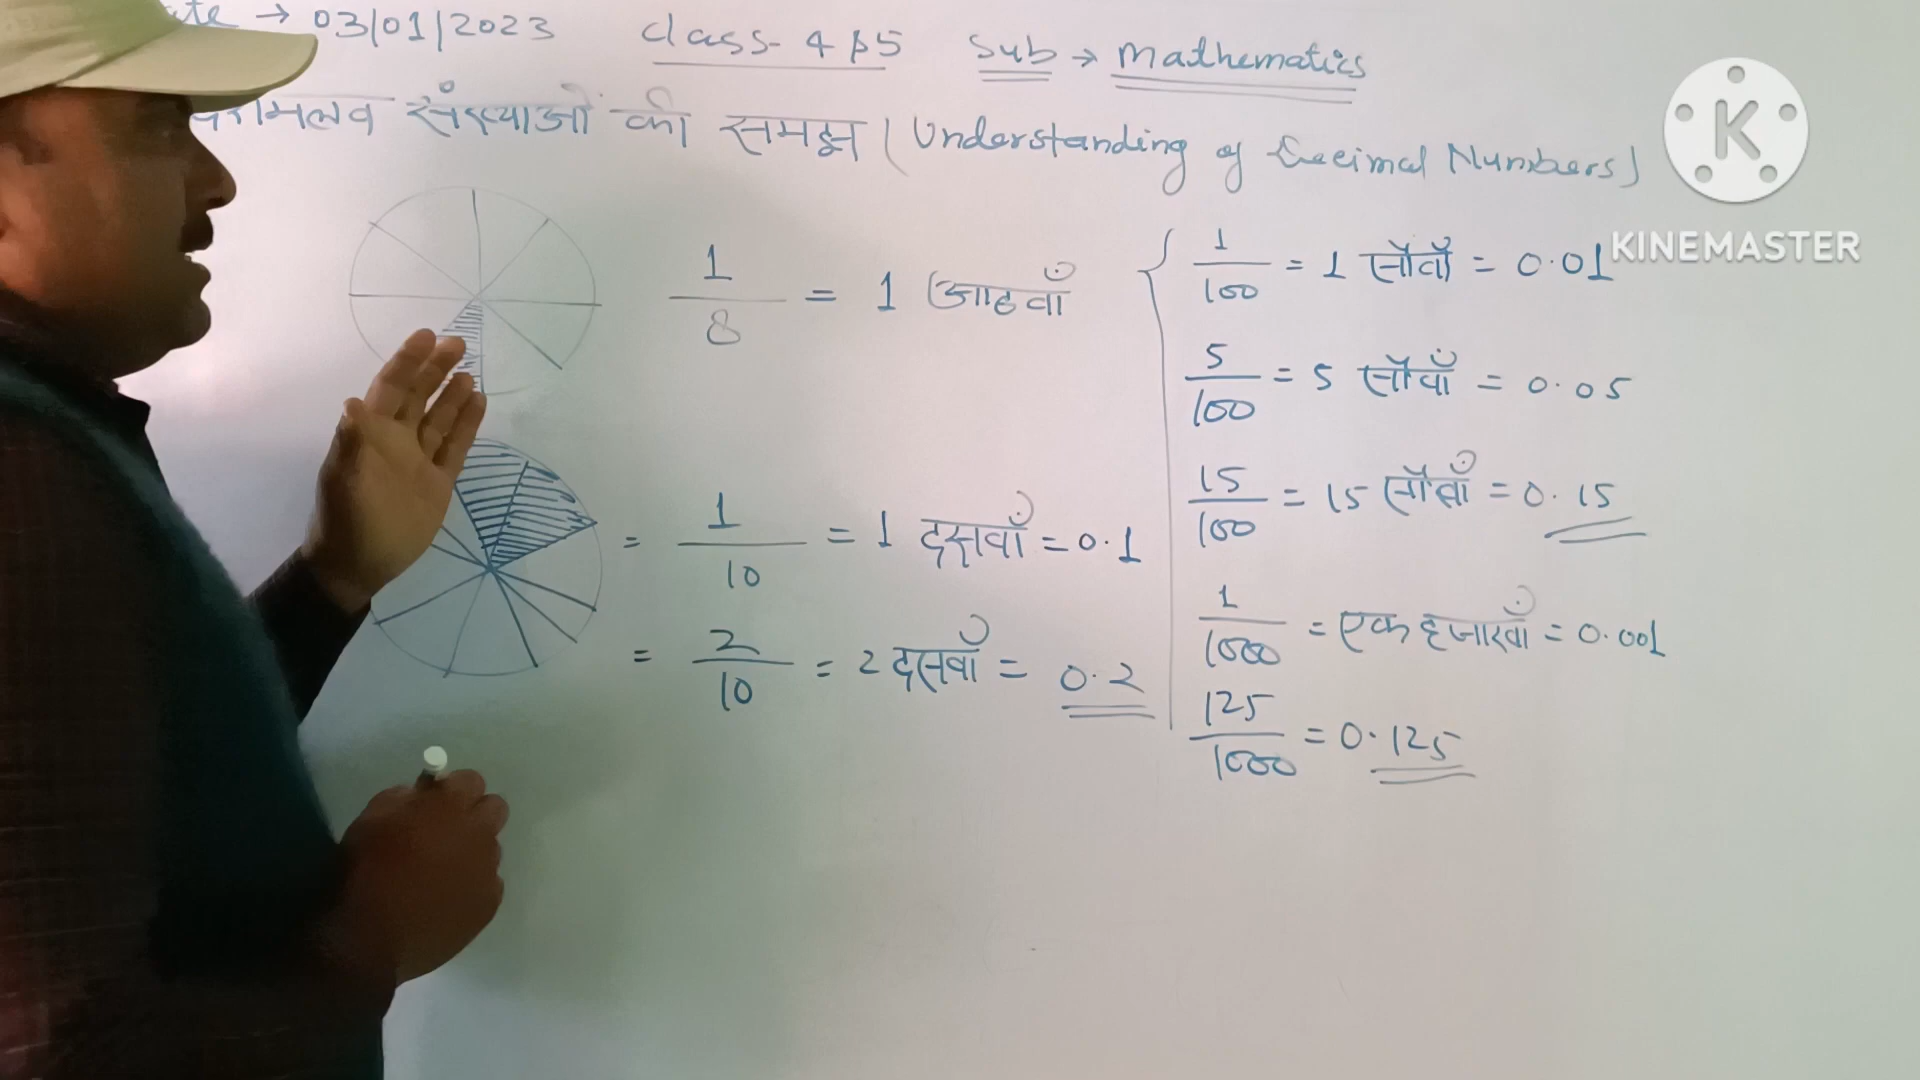 ate → 03/01/2023 class- 4 & 5 Sub → Mathematics
दशमलव संख्याओं की समझ (Understanding of Decimal Numbers)
K
KINEMASTER
1/8 = 1 आठवाँ
= 1/10 = 1 दसवाँ = 0.1
= 2/10 = 2 दसवाँ = 0.2
1/100 = 1 सौवाँ = 0.01
5/100 = 5 सौवाँ = 0.05
15/100 = 15 सौवाँ = 0.15
1/1000 = एक हजारवाँ = 0.001
125/1000 = 0.125